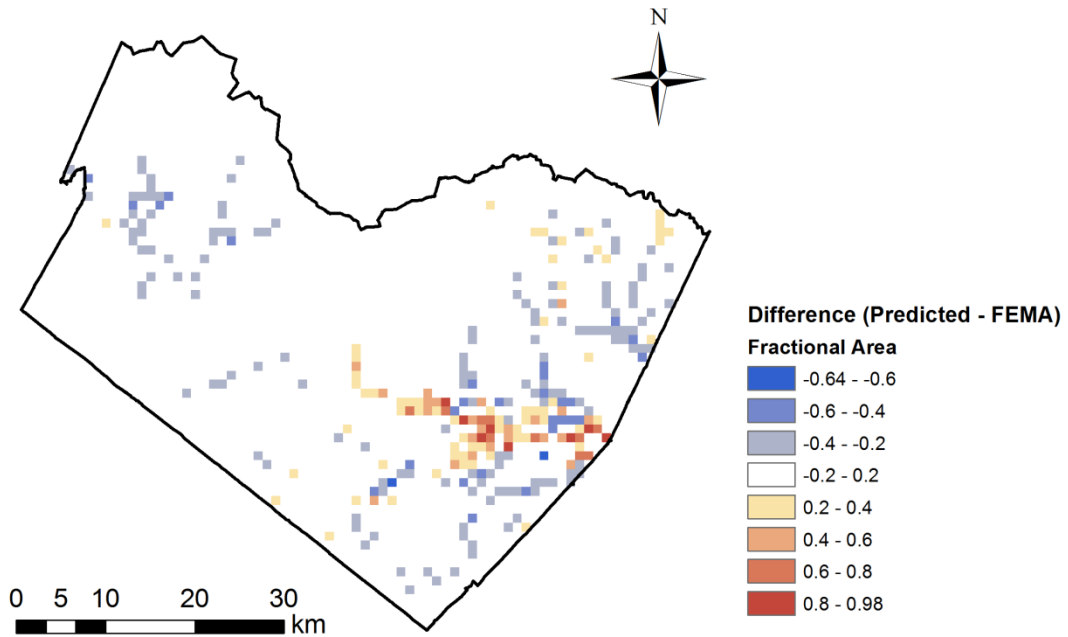 N
Difference (Predicted - FEMA)
Fractional Area
-0.64 - -0.6
-0.6 - -0.4
-0.4 - -0.2
-0.2 - 0.2
0.2 - 0.4
0.4 - 0.6
0.6 - 0.8
0.8 - 0.98
0 5 10 20 30
km